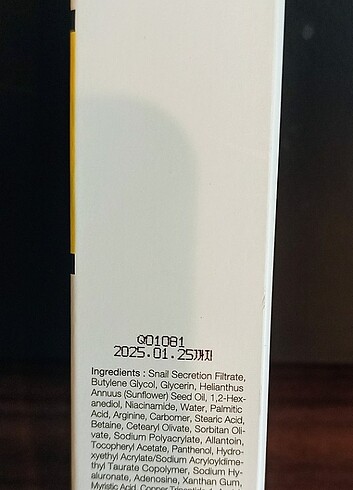 Q01081
2025.01.25까지
Ingredients : Snail Secretion Filtrate,
Butylene Glycol, Glycerin, Helianthus
Annuus (Sunflower) Seed Oil, 1,2-Hex-
anediol, Niacinamide, Water, Palmitic
Acid, Arginine, Carbomer, Stearic Acid,
Betaine, Cetearyl Olivate, Sorbitan Oli-
vate, Sodium Polyacrylate, Allantoin,
Tocopheryl Acetate, Panthenol, Hydro-
xyethyl Acrylate/Sodium Acryloyldime-
thyl Taurate Copolymer, Sodium Hy-
aluronate, Adenosine, Xanthan Gum,
Myristic Acid, Copper